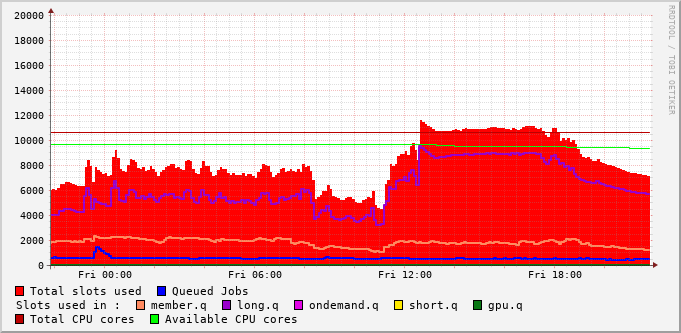 20000
18000
16000
14000
12000
10000
8000
6000
4000
2000
0
Fri 00:00 Fri 06:00 Fri 12:00 Fri 18:00
RRDTOOL / TOBI OETIKER
Total slots used Queued Jobs
Slots used in : member.q long.q ondemand.q short.q gpu.q
Total CPU cores Available CPU cores